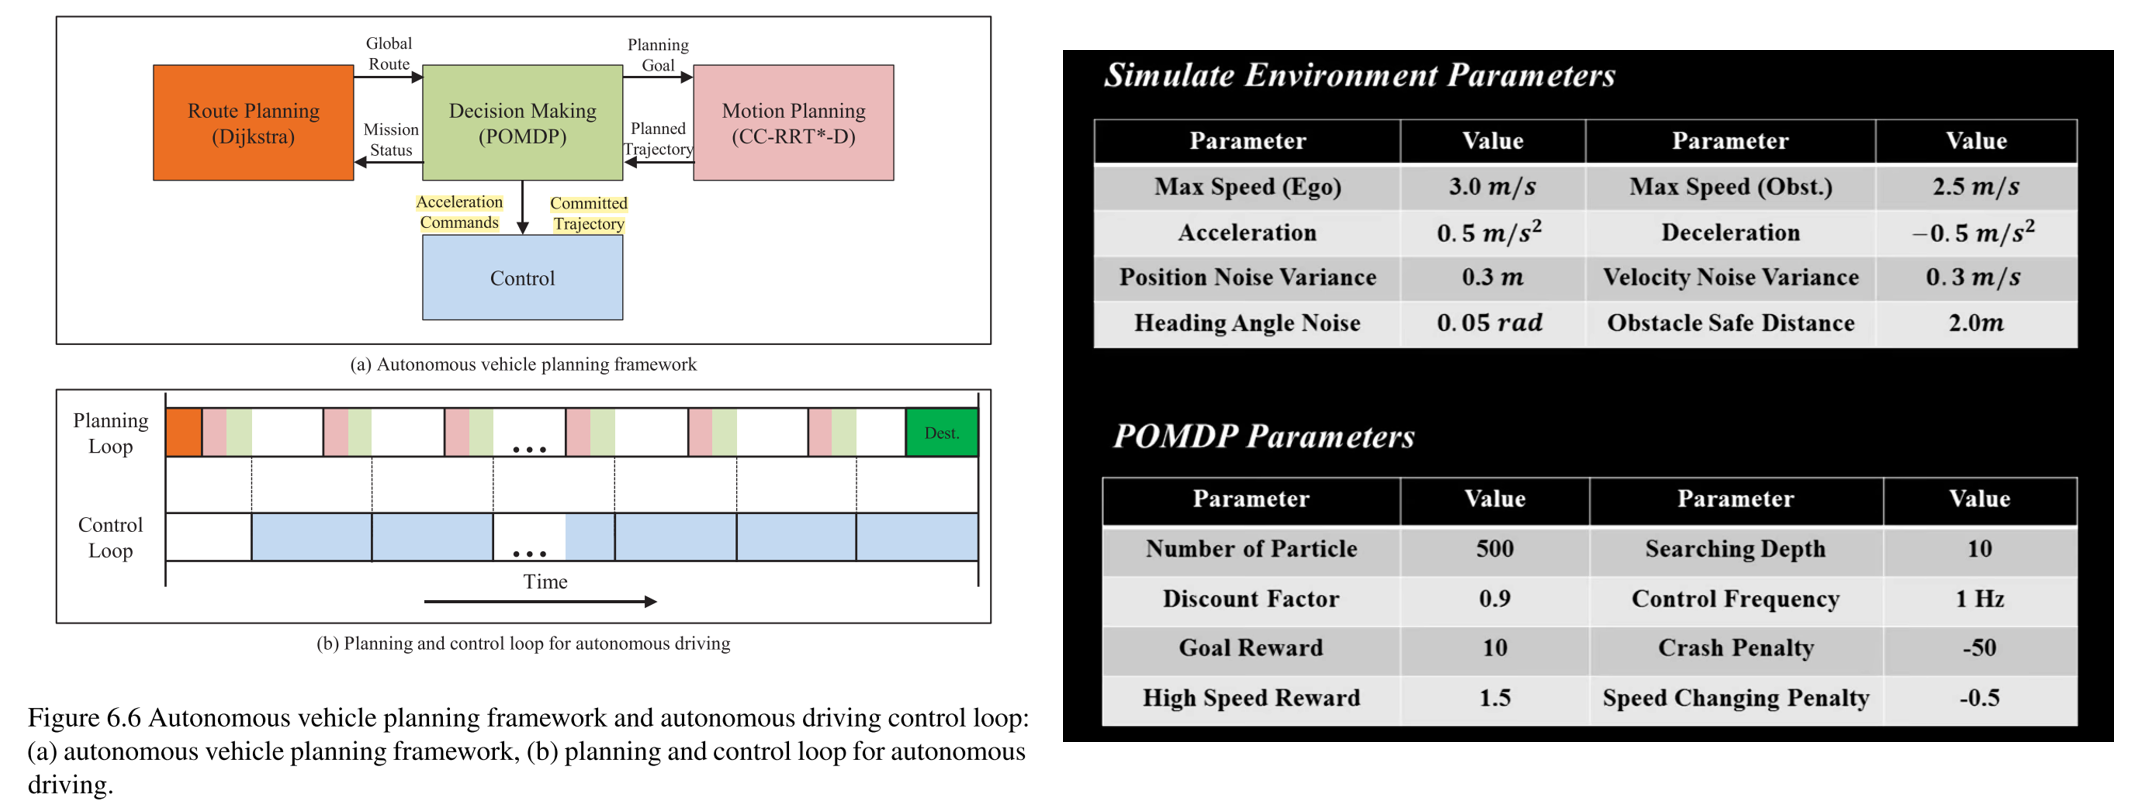 Global
Route
Planning
Goal
Route Planning
(Dijkstra)
Decision Making
(POMDP)
Motion Planning
(CC-RRT*-D)
Mission
Status
Planned
Trajectory
Acceleration
Commands
Committed
Trajectory
Control
(a) Autonomous vehicle planning framework
Planning
Loop
...
Dest.
Control
Loop
...
Time
(b) Planning and control loop for autonomous driving
Figure 6.6 Autonomous vehicle planning framework and autonomous driving control loop:
(a) autonomous vehicle planning framework, (b) planning and control loop for autonomous
driving.
Simulate Environment Parameters
Parameter Value Parameter Value
Max Speed (Ego) 3.0 m/s Max Speed (Obst.) 2.5 m/s
Acceleration 0.5 m/s² Deceleration −0.5 m/s²
Position Noise Variance 0.3 m Velocity Noise Variance 0.3 m/s
Heading Angle Noise 0.05 rad Obstacle Safe Distance 2.0m
POMDP Parameters
Parameter Value Parameter Value
Number of Particle 500 Searching Depth 10
Discount Factor 0.9 Control Frequency 1 Hz
Goal Reward 10 Crash Penalty -50
High Speed Reward 1.5 Speed Changing Penalty -0.5